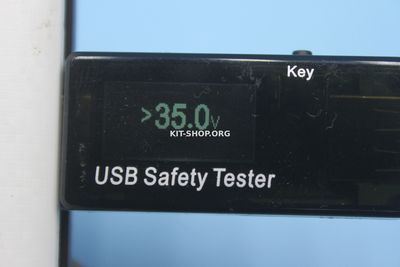 Key
>35.0V
KIT-SHOP.ORG
USB Safety Tester